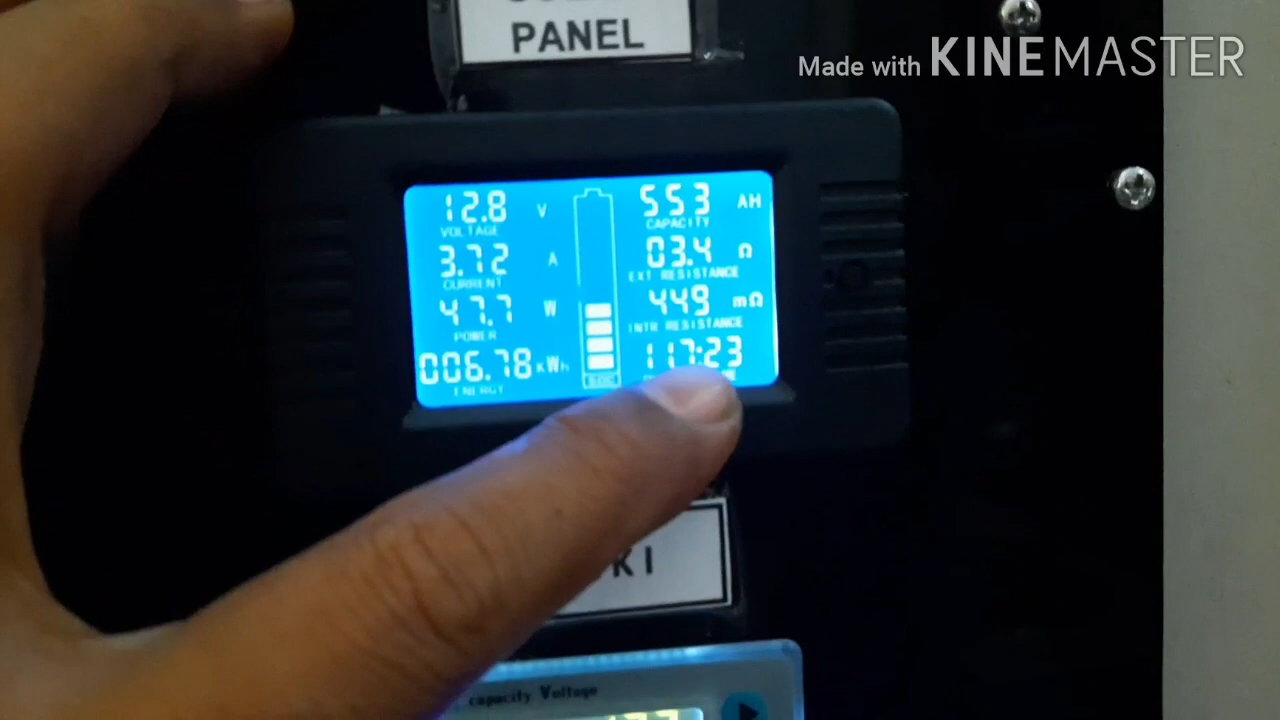 PANEL
Made with KINEMASTER
12.8 V
VOLTAGE
3.72 A
CURRENT
47.7 W
POWER
006.78 KWh
ENERGY
553 AH
CAPACITY
03.4 Ω
EXT RESISTANCE
449 mΩ
INTR RESISTANCE
117:23
KI
capacity Voltage